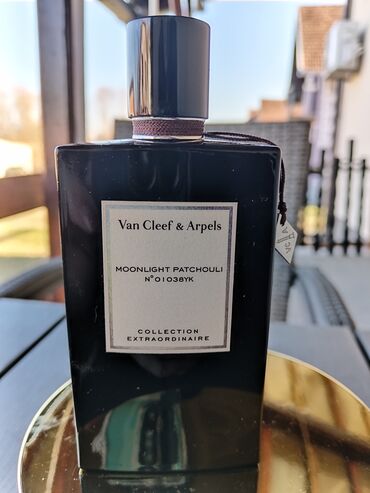 Van Cleef & Arpels
MOONLIGHT PATCHOULI
N°01038YK
COLLECTION
EXTRAORDINAIRE